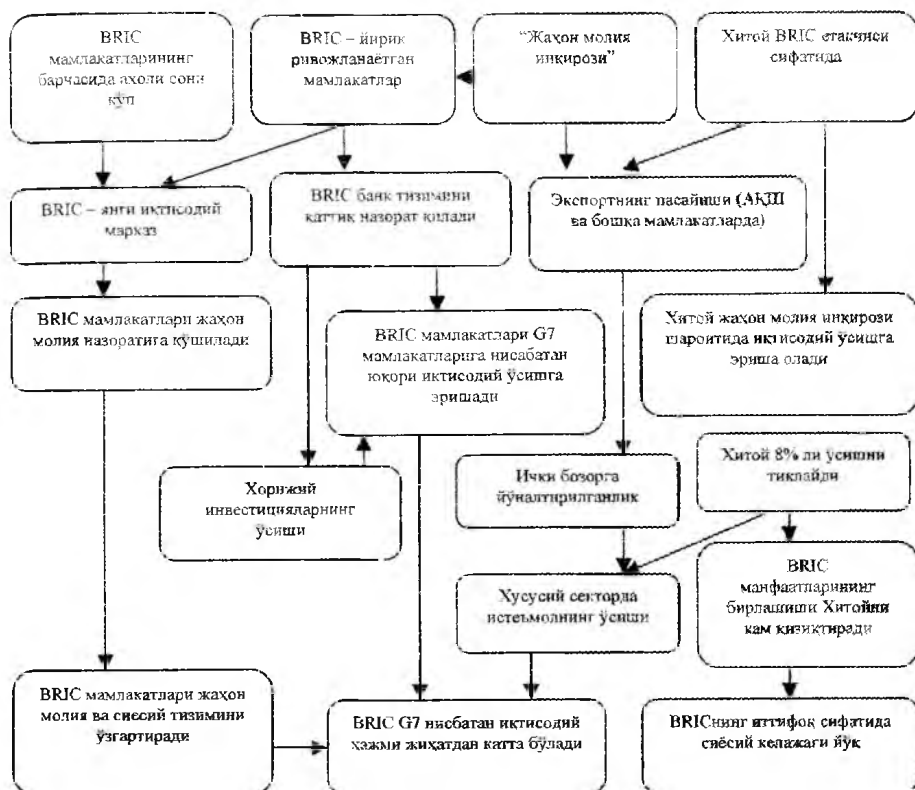 BRIC
мамлакатларининг
барчасида аҳоли сони
кўп
BRIC – йирик
ривожланаётган
мамлакатлар
“Жаҳон молия
инқирози”
Хитой BRIC етакчиси
сифатида
BRIC – янги иқтисодий
марказ
BRIC банк тизимини
қаттиқ назорат қилади
Экспортнинг пасайиши (АҚШ
ва бошқа мамлакатларда)
BRIC мамлакатлари жаҳон
молия назоратига қўшилади
BRIC мамлакатлари G7
мамлакатларига нисбатан
юқори иқтисодий ўсишга
эришади
Хитой жаҳон молия инқирози
шароитида иқтисодий ўсишга
эриша олади
Хорижий
инвестицияларнинг
ўсиши
Ички бозорга
йўналтирилганлик
Хитой 8% ли ўсишни
тиклайди
Хусусий секторда
истеъмолнинг ўсиши
BRIC
манфаатларининг
бирлашиши Хитойни
кам қизиқтиради
BRIC мамлакатлари жаҳон
молия ва сиёсий тизимини
ўзгартиради
BRIC G7 нисбатан иқтисодий
ҳажми жиҳатдан катта бўлади
BRICнинг иттифоқ сифатида
сиёсий келажаги йўқ